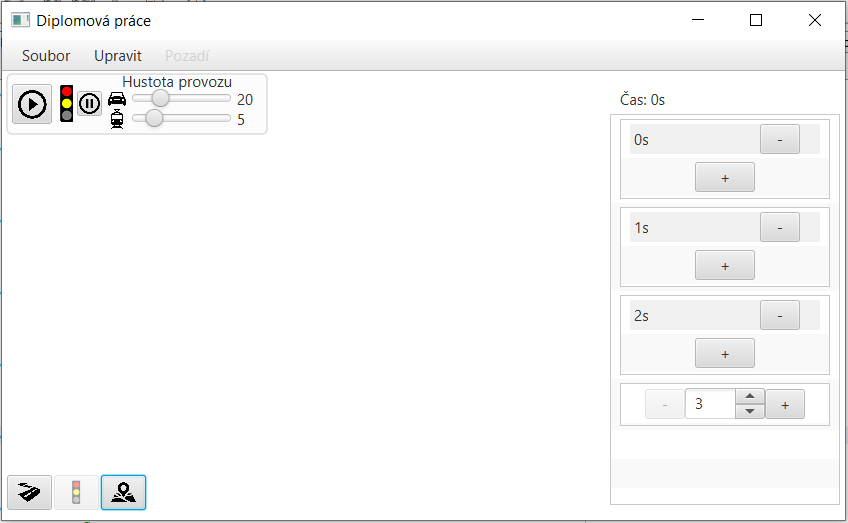 Diplomová práce
Soubor Upravit Pozadí
Hustota provozu
20
5
Čas: 0s
0s -
+
1s -
+
2s -
+
- 3 +